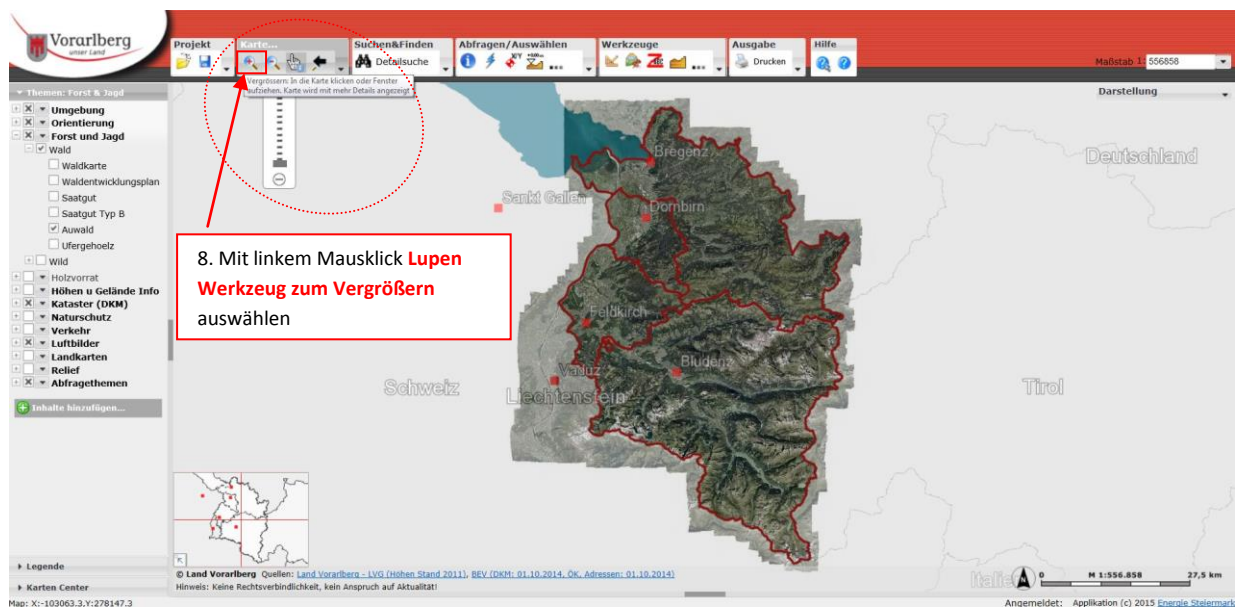 Vorarlberg
unser Land
Projekt
Karte...
Suchen&Finden
Abfragen/Auswählen
Werkzeuge
Ausgabe
Hilfe
Detailsuche
Drucken
Maßstab 1: 556858
Vergrössern: In die Karte klicken oder Fenster
aufziehen. Karte wird mit mehr Details angezeigt
Themen: Forst & Jagd
Umgebung
Orientierung
Forst und Jagd
Wald
Waldkarte
Waldentwicklungsplan
Saatgut
Saatgut Typ B
Auwald
Ufergehoelz
Wild
Holzvorrat
Höhen u Gelände Info
Kataster (DKM)
Naturschutz
Verkehr
Luftbilder
Landkarten
Relief
Abfragethemen
Inhalte hinzufügen...
Legende
Karten Center
Darstellung
8. Mit linkem Mausklick Lupen
Werkzeug zum Vergrößern
auswählen
Bregenz
Deutschland
Sankt Gallen
Dornbirn
Feldkirch
Bludenz
Vaduz
Schweiz
Liechtenstein
Tirol
Italien
© Land Vorarlberg Quellen: Land Vorarlberg - LVG (Höhen Stand 2011), BEV (DKM: 01.10.2014, ÖK, Adressen: 01.10.2014)
Hinweis: Keine Rechtsverbindlichkeit, kein Anspruch auf Aktualität!
0 M 1:556.858 27,5 km
Map: X:-103063.3,Y:278147.3
Angemeldet: Applikation (c) 2015 Energie Steiermark